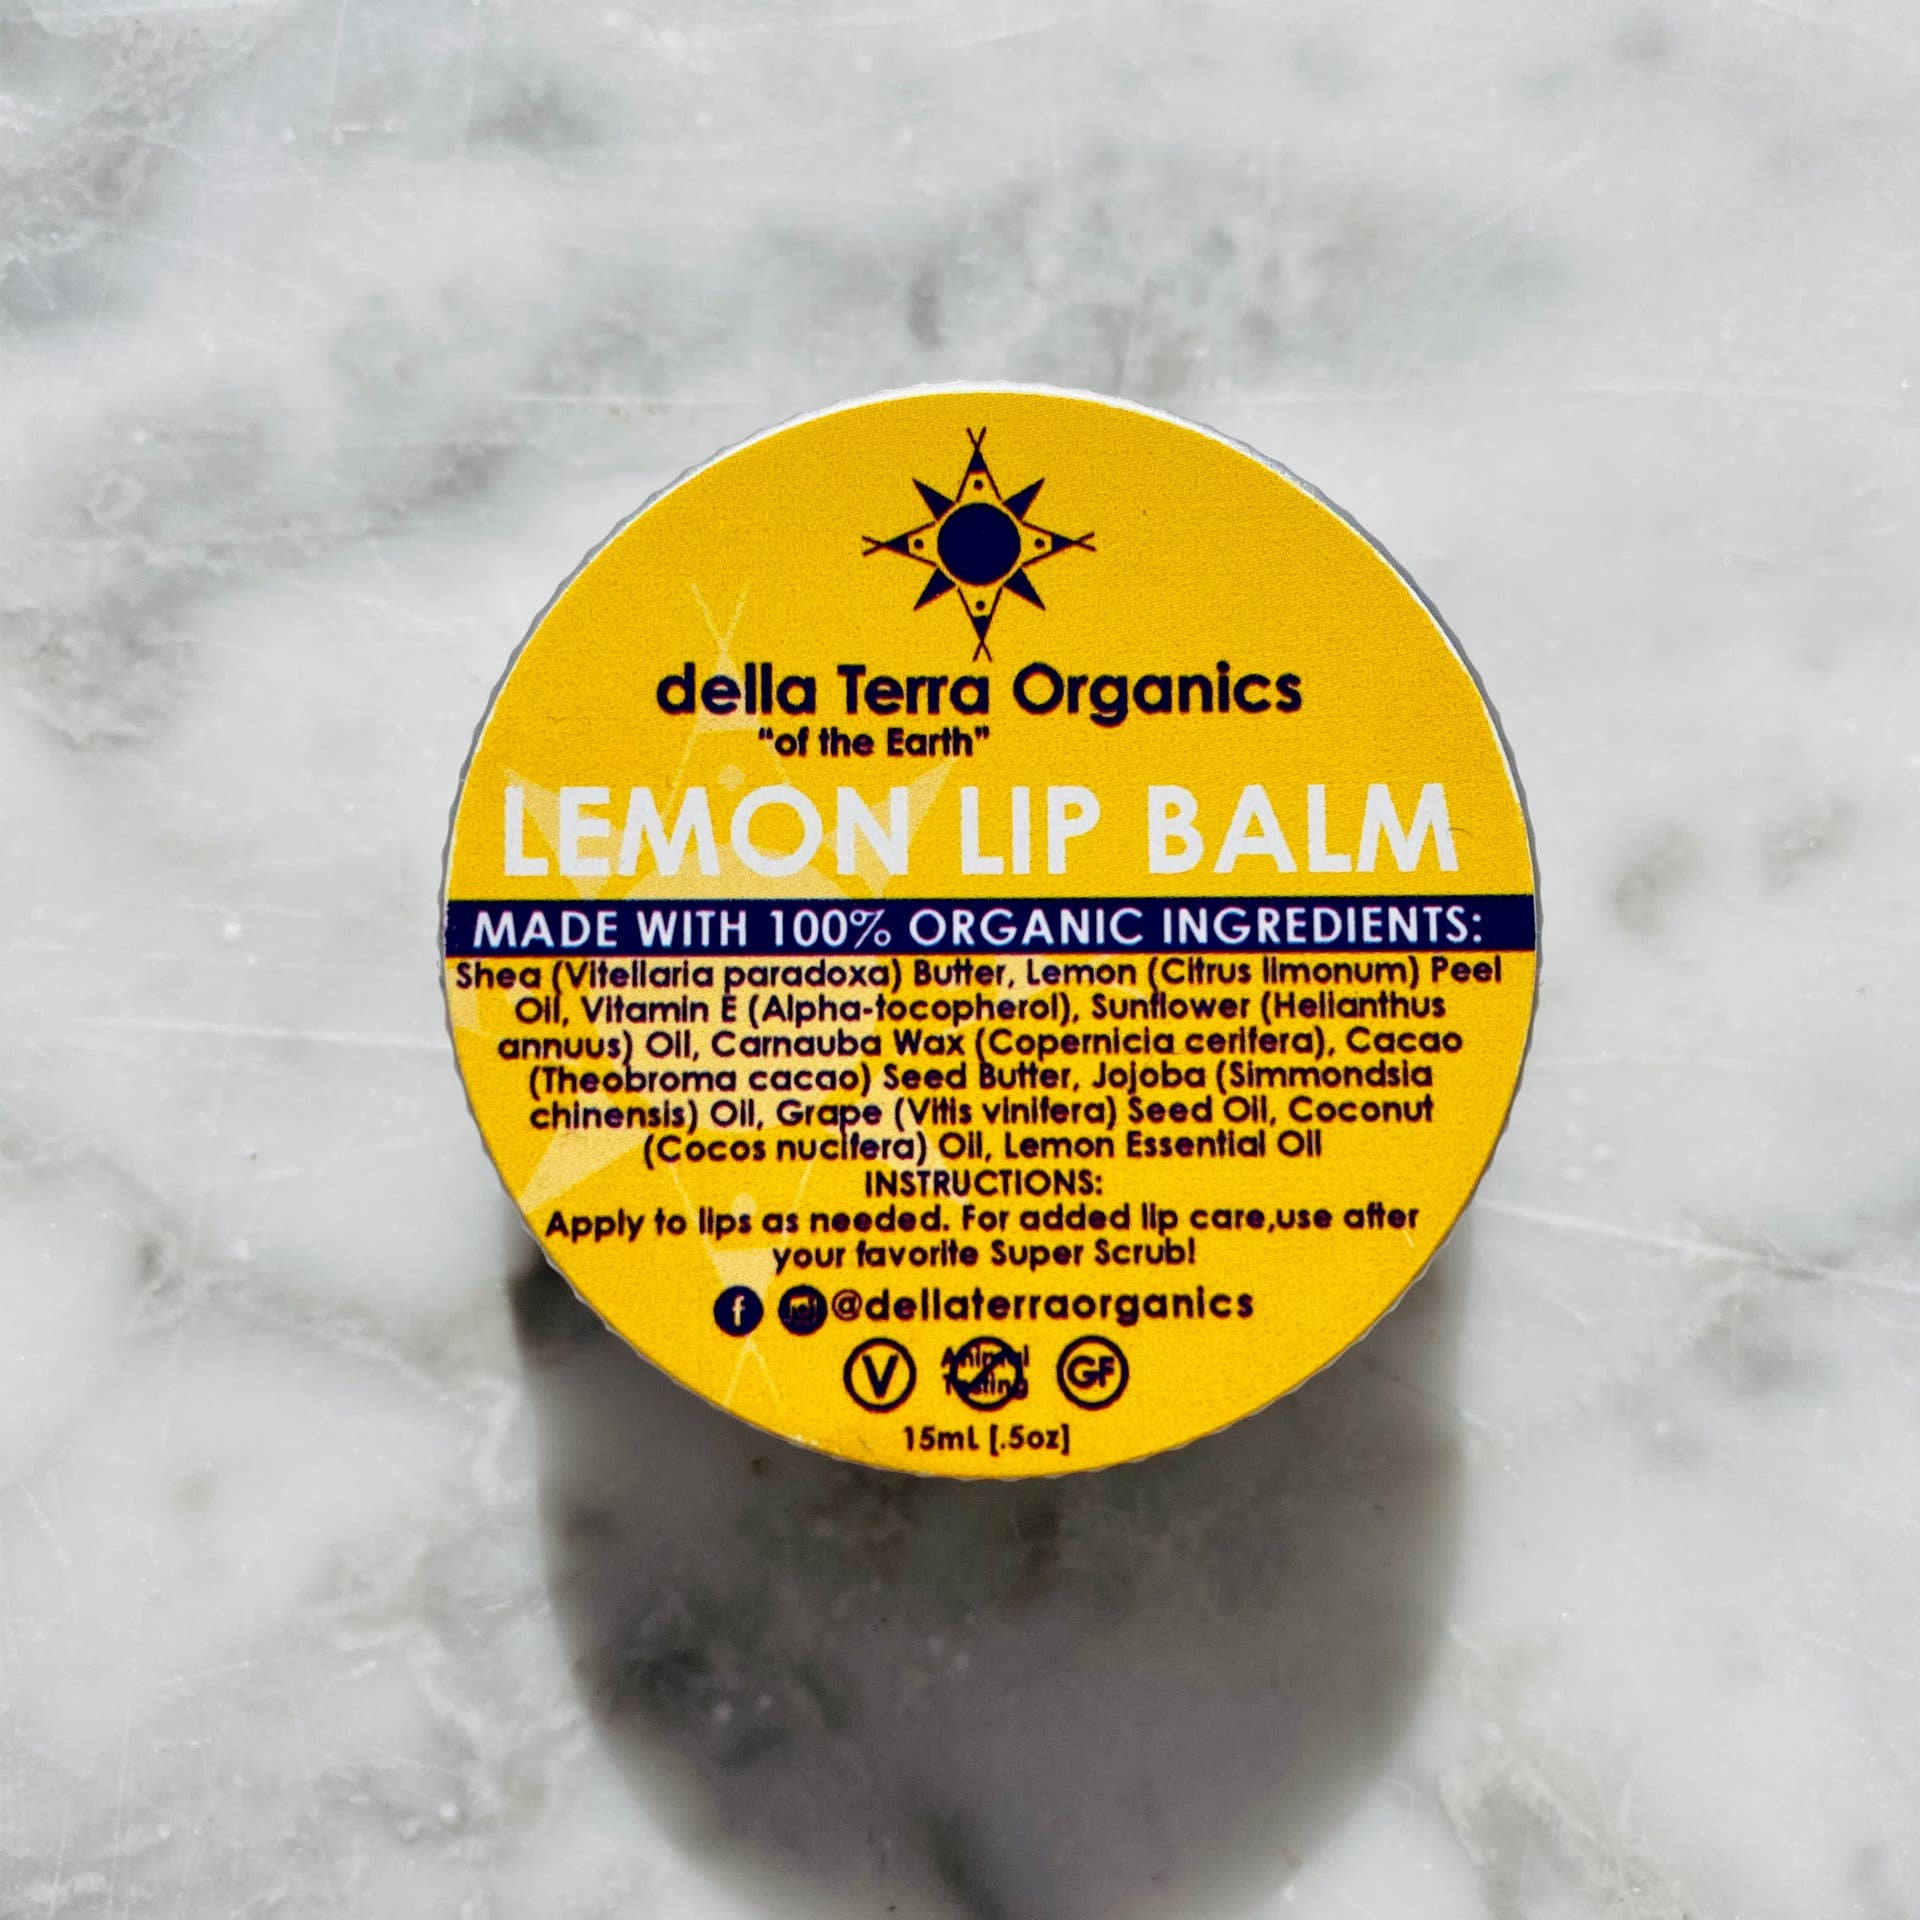 della Terra Organics
"of the Earth"
LEMON LIP BALM
MADE WITH 100% ORGANIC INGREDIENTS:
Shea (Vitellaria paradoxa) Butter, Lemon (Citrus limonum) Peel
Oil, Vitamin E (Alpha-tocopherol), Sunflower (Helianthus
annuus) Oil, Carnauba Wax (Copernicia cerifera), Cacao
(Theobroma cacao) Seed Butter, Jojoba (Simmondsia
chinensis) Oil, Grape (Vitis vinifera) Seed Oil, Coconut
(Cocos nucifera) Oil, Lemon Essential Oil
INSTRUCTIONS:
Apply to lips as needed. For added lip care,use after
your favorite Super Scrub!
f @dellaterraorganics
V Animal Testing GF
15mL [.5oz]